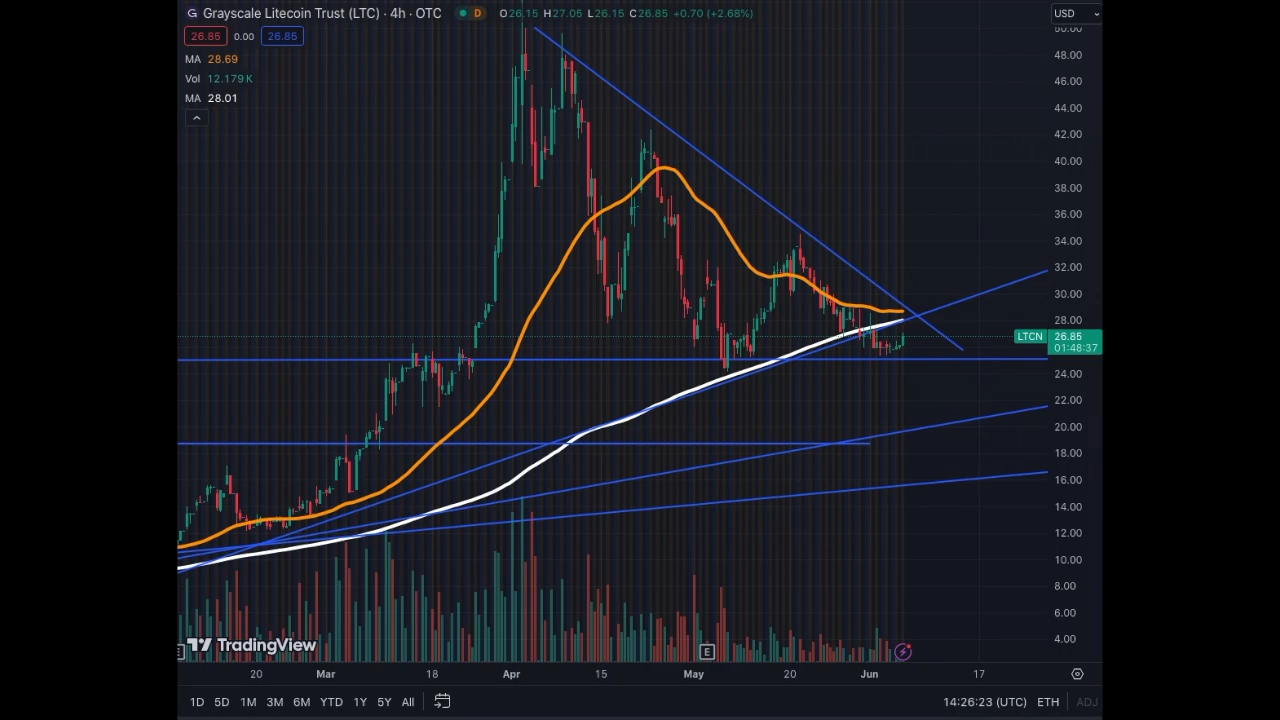 G Grayscale Litecoin Trust (LTC) · 4h · OTC D O26.15 H27.05 L26.15 C26.85 +0.70 (+2.68%) USD
26.85 0.00 26.85
MA 28.69
Vol 12.179K
MA 28.01
50.00
48.00
46.00
44.00
42.00
40.00
38.00
36.00
34.00
32.00
30.00
28.00
LTCN 26.85
01:48:37
24.00
22.00
20.00
18.00
16.00
14.00
12.00
10.00
8.00
6.00
4.00
TradingView
E E
20 Mar 18 Apr 15 May 20 Jun 17
1D 5D 1M 3M 6M YTD 1Y 5Y All 14:26:23 (UTC) ETH ADJ